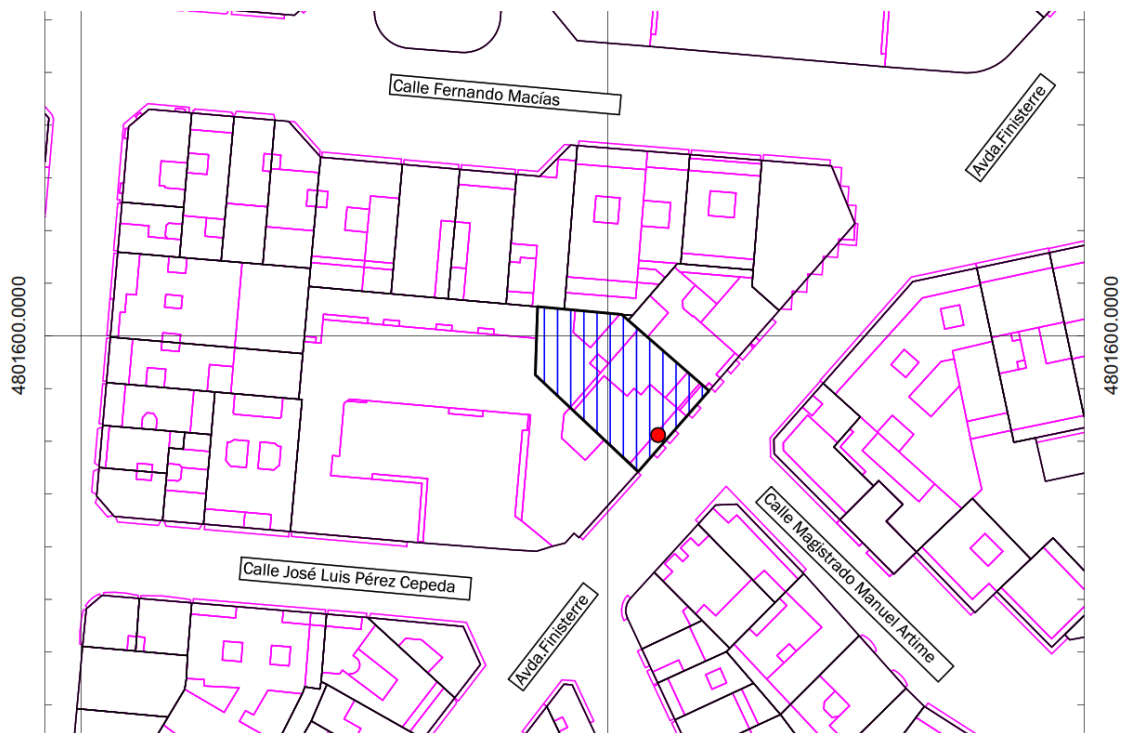 Calle Fernando Macías
Avda.Finisterre
4801600.0000
4801600.0000
Calle Magistrado Manuel Artime
Calle José Luis Pérez Cepeda
Avda.Finisterre